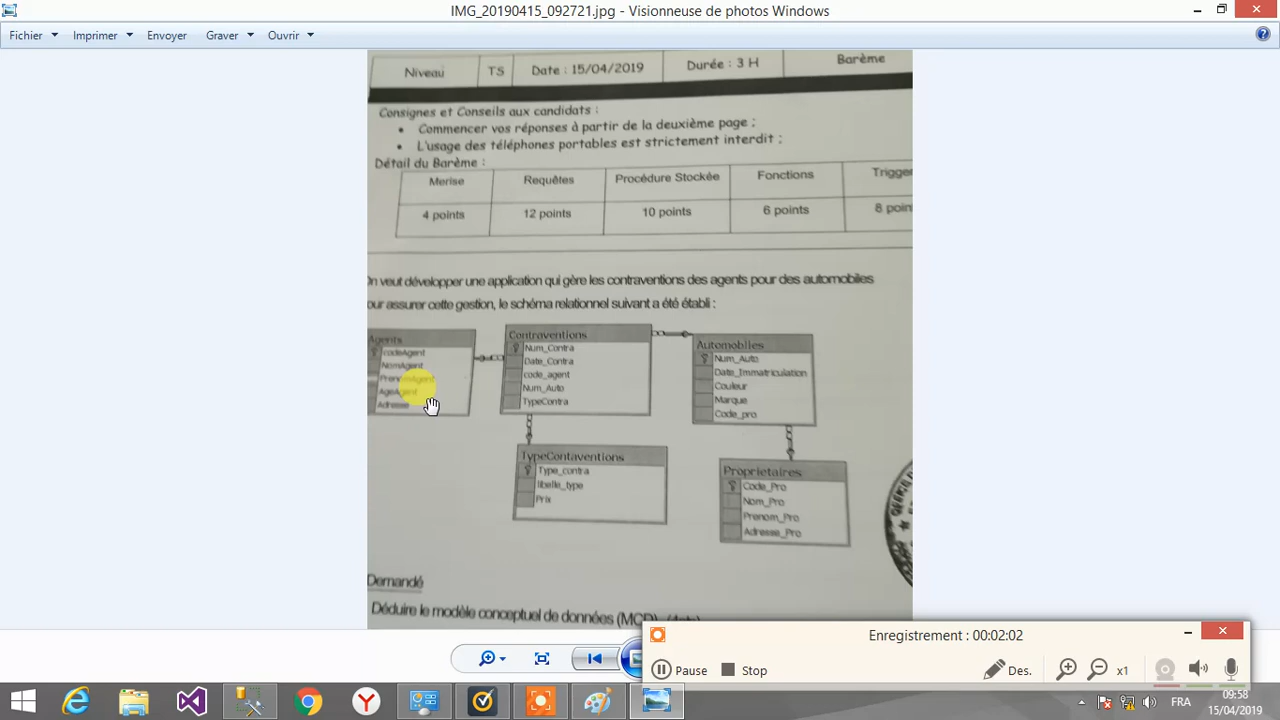 IMG_20190415_092721.jpg - Visionneuse de photos Windows
Fichier Imprimer Envoyer Graver Ouvrir
Niveau TS Date : 15/04/2019 Durée : 3 H Barème
Consignes et Conseils aux candidats :
• Commencer vos réponses à partir de la deuxième page ;
• L'usage des téléphones portables est strictement interdit ;
Détail du Barème :
Merise Requêtes Procédure Stockée Fonctions Trigger
4 points 12 points 10 points 6 points 8 poin
On veut développer une application qui gère les contraventions des agents pour des automobiles
our assurer cette gestion, le schéma relationnel suivant a été établi :
Agents
codeAgent
NomAgent
PrenomAgent
AgeAgent
Adresse
Contraventions
Num_Contra
Date_Contra
code_agent
Num_Auto
TypeContra
Automobiles
Num_Auto
Date_Immatriculation
Couleur
Marque
Code_pro
TypeContaventions
Type_contra
libelle_type
Prix
Proprietaires
Code_Pro
Nom_Pro
Prenom_Pro
Adresse_Pro
Demandé
Déduire le modèle conceptuel de données (MCD)
Enregistrement : 00:02:02
Pause Stop Des. x1
FRA
09:58
15/04/2019